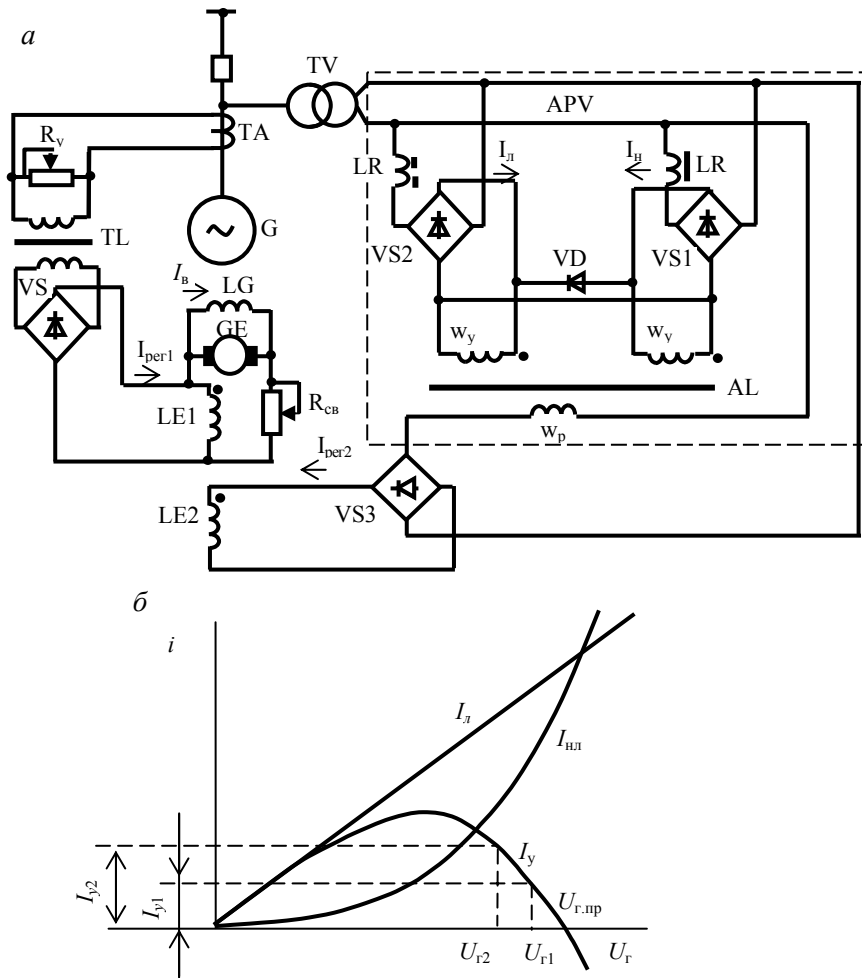 а
TV
APV
R_v
TA
LR
I_л
I_н
LR
TL
G
VS2
VD
VS1
VS
I_в
LG
w_у
w_у
GE
I_рег1
AL
LE1
R_св
w_р
I_рег2
LE2
VS3
б
i
I_л
I_нл
I_у
I_у2
I_у1
U_г.пр
U_г2
U_г1
U_г